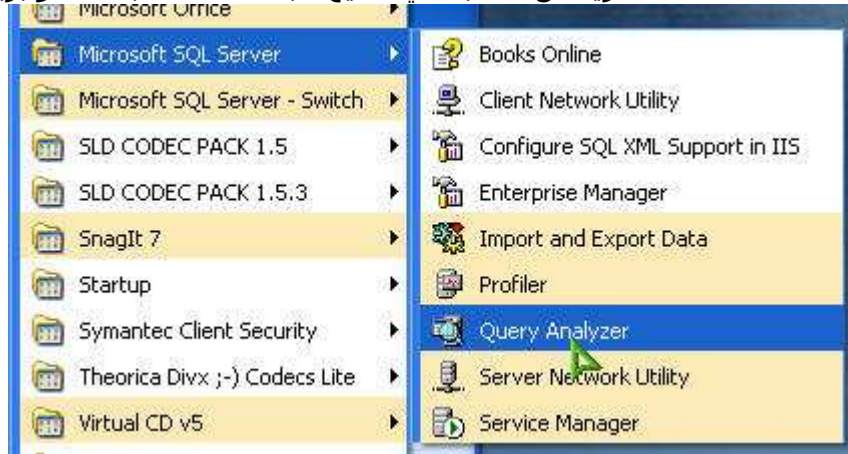 Microsoft Office
Microsoft SQL Server
Microsoft SQL Server - Switch
SLD CODEC PACK 1.5
SLD CODEC PACK 1.5.3
SnagIt 7
Startup
Symantec Client Security
Theorica Divx ;-) Codecs Lite
Virtual CD v5
Books Online
Client Network Utility
Configure SQL XML Support in IIS
Enterprise Manager
Import and Export Data
Profiler
Query Analyzer
Server Network Utility
Service Manager